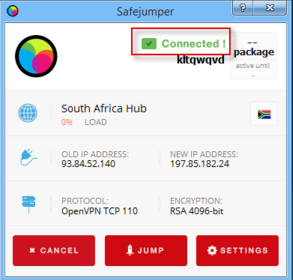 Safejumper
?
Connected !
kltqwqvd
--
package
active until
-
South Africa Hub
0% LOAD
OLD IP ADDRESS: NEW IP ADDRESS:
93.84.52.140 197.85.182.24
PROTOCOL: ENCRYPTION:
OpenVPN TCP 110 RSA 4096-bit
CANCEL JUMP SETTINGS